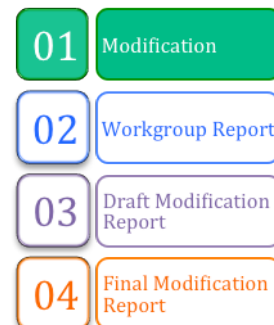 01 Modification
02 Workgroup Report
03 Draft Modification
Report
04 Final Modification
Report